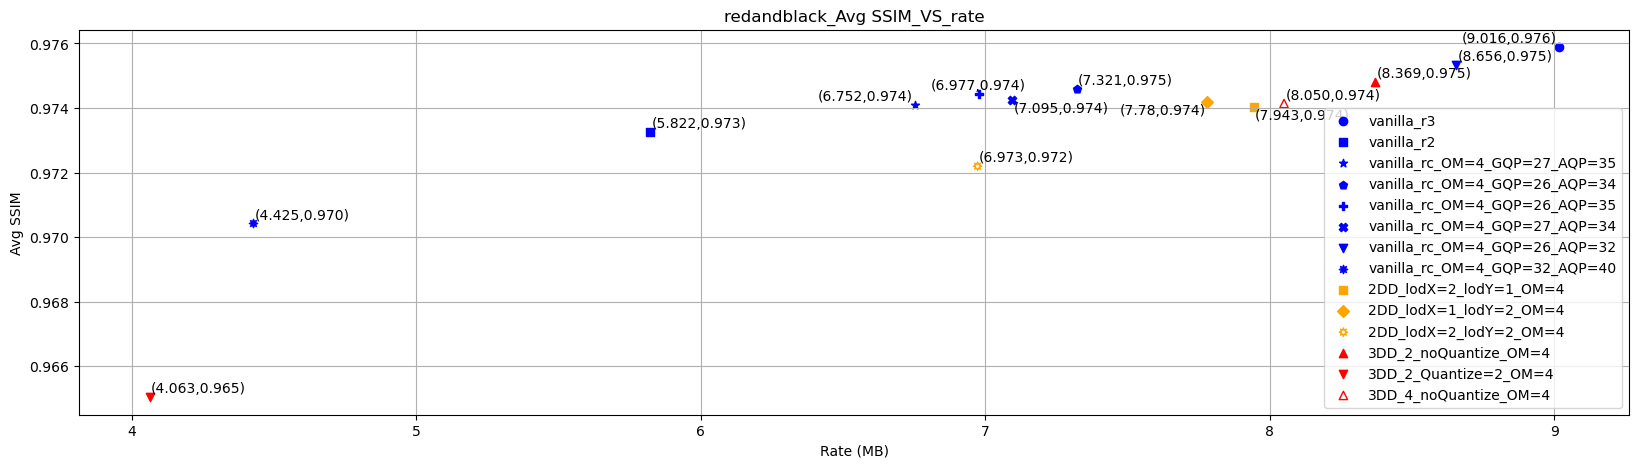 redandblack_Avg SSIM_VS_rate
Avg SSIM
0.976
0.974
0.972
0.970
0.968
0.966
(9.016,0.976)
(8.656,0.975)
(8.369,0.975)
(7.321,0.975)
(6.977,0.974)
(6.752,0.974)
(8.050,0.974)
(7.095,0.974)
(7.78,0.974)
(7.943,0.974)
(5.822,0.973)
(6.973,0.972)
(4.425,0.970)
(4.063,0.965)
vanilla_r3
vanilla_r2
vanilla_rc_OM=4_GQP=27_AQP=35
vanilla_rc_OM=4_GQP=26_AQP=34
vanilla_rc_OM=4_GQP=26_AQP=35
vanilla_rc_OM=4_GQP=27_AQP=34
vanilla_rc_OM=4_GQP=26_AQP=32
vanilla_rc_OM=4_GQP=32_AQP=40
2DD_lodX=2_lodY=1_OM=4
2DD_lodX=1_lodY=2_OM=4
2DD_lodX=2_lodY=2_OM=4
3DD_2_noQuantize_OM=4
3DD_2_Quantize=2_OM=4
3DD_4_noQuantize_OM=4
4 5 6 7 8 9
Rate (MB)